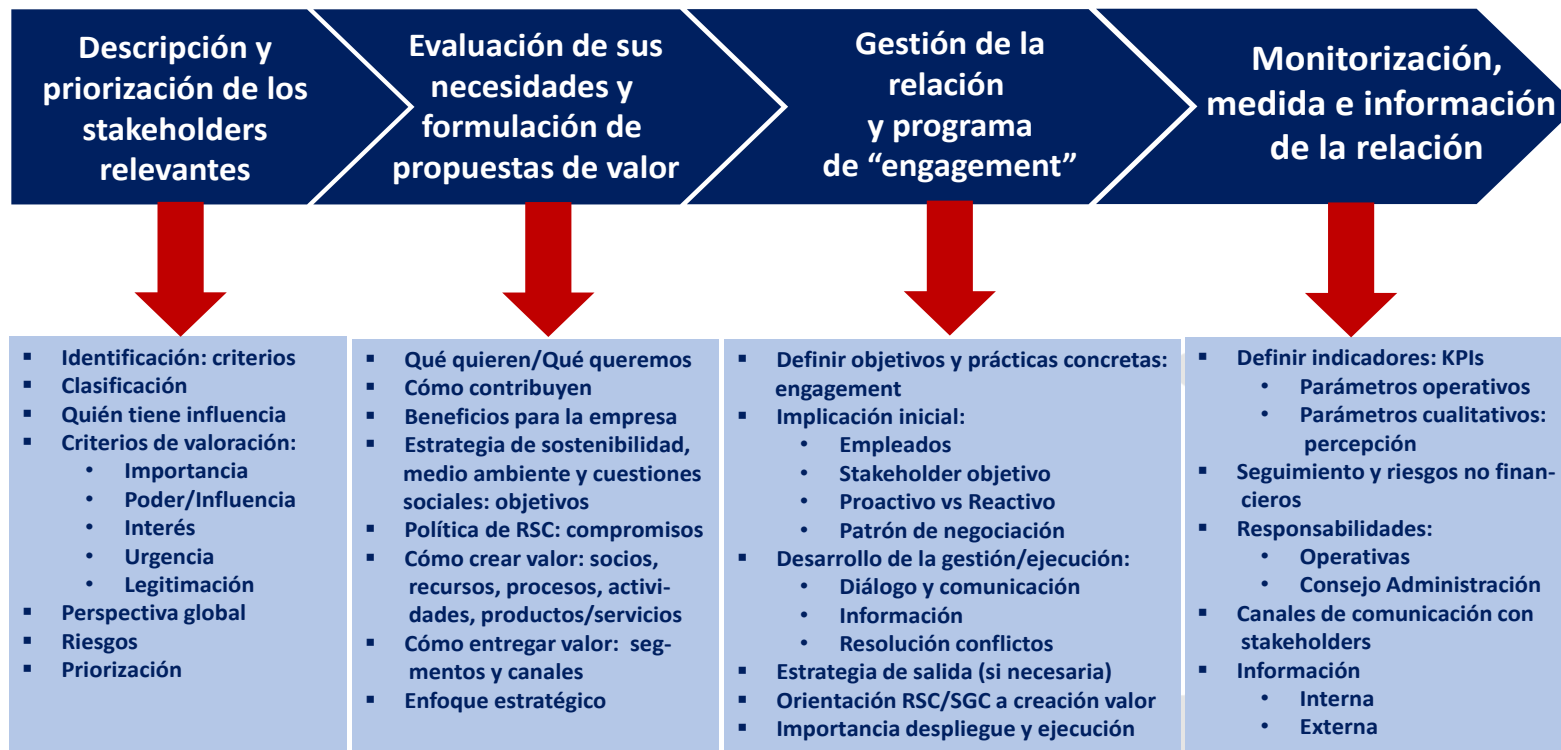 Descripción y
priorización de los
stakeholders
relevantes
Evaluación de sus
necesidades y
formulación de
propuestas de valor
Gestión de la
relación
y programa
de “engagement”
Monitorización,
medida e información
de la relación
▪ Identificación: criterios
▪ Clasificación
▪ Quién tiene influencia
▪ Criterios de valoración:
• Importancia
• Poder/Influencia
• Interés
• Urgencia
• Legitimación
▪ Perspectiva global
▪ Riesgos
▪ Priorización
▪ Qué quieren/Qué queremos
▪ Cómo contribuyen
▪ Beneficios para la empresa
▪ Estrategia de sostenibilidad,
medio ambiente y cuestiones
sociales: objetivos
▪ Política de RSC: compromisos
▪ Cómo crear valor: socios,
recursos, procesos, activi-
dades, productos/servicios
▪ Cómo entregar valor: seg-
mentos y canales
▪ Enfoque estratégico
▪ Definir objetivos y prácticas concretas:
engagement
▪ Implicación inicial:
• Empleados
• Stakeholder objetivo
• Proactivo vs Reactivo
• Patrón de negociación
▪ Desarrollo de la gestión/ejecución:
• Diálogo y comunicación
• Información
• Resolución conflictos
▪ Estrategia de salida (si necesaria)
▪ Orientación RSC/SGC a creación valor
▪ Importancia despliegue y ejecución
▪ Definir indicadores: KPIs
• Parámetros operativos
• Parámetros cualitativos:
percepción
▪ Seguimiento y riesgos no finan-
cieros
▪ Responsabilidades:
• Operativas
• Consejo Administración
▪ Canales de comunicación con
stakeholders
▪ Información
• Interna
• Externa